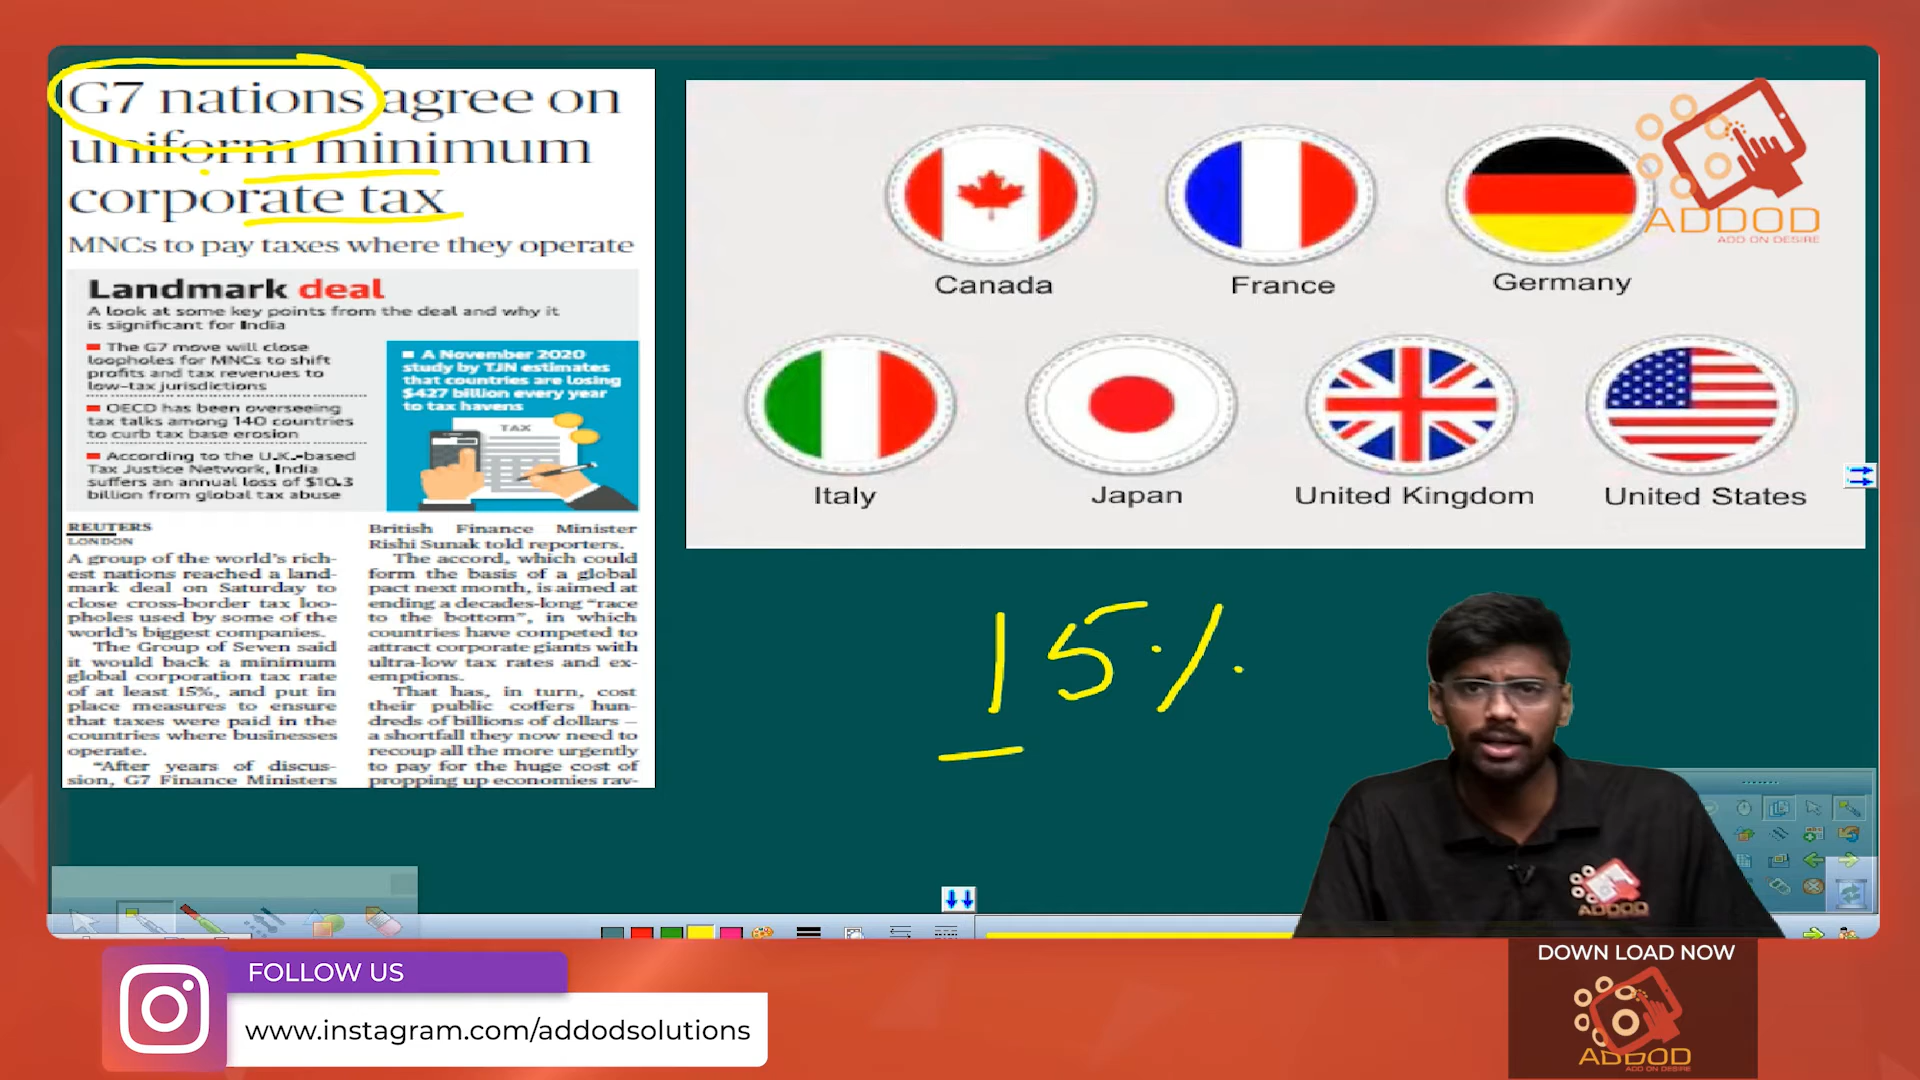 G7 nations agree on
uniform minimum
corporate tax
MNCs to pay taxes where they operate
Landmark deal
A look at some key points from the deal and why it
is significant for India
The G7 move will close
loopholes for MNCs to shift
profits and tax revenues to
low-tax jurisdictions
OECD has been overseeing
tax talks among 140 countries
to curb tax base erosion
According to the U.K.-based
Tax Justice Network, India
suffers an annual loss of $10.3
billion from global tax abuse
A November 2020
study by TJN estimates
that countries are losing
$427 billion every year
to tax havens
TAX
REUTERS
LONDON
A group of the world's rich-
est nations reached a land-
mark deal on Saturday to
close cross-border tax loo-
pholes used by some of the
world's biggest companies.
The Group of Seven said
it would back a minimum
global corporation tax rate
of at least 15%, and put in
place measures to ensure
that taxes were paid in the
countries where businesses
operate.
"After years of discus-
sion, G7 Finance Ministers
British Finance Minister
Rishi Sunak told reporters.
The accord, which could
form the basis of a global
pact next month, is aimed at
ending a decades-long "race
to the bottom", in which
countries have competed to
attract corporate giants with
ultra-low tax rates and ex-
emptions.
That has, in turn, cost
their public coffers hun-
dreds of billions of dollars –
a shortfall they now need to
recoup all the more urgently
to pay for the huge cost of
propping up economies rav-
Canada
France
Germany
Italy
Japan
United Kingdom
United States
ADDOD
ADD ON DESIRE
15%
ADDOD
FOLLOW US
www.instagram.com/addodsolutions
DOWN LOAD NOW
ADDOD
ADD ON DESIRE